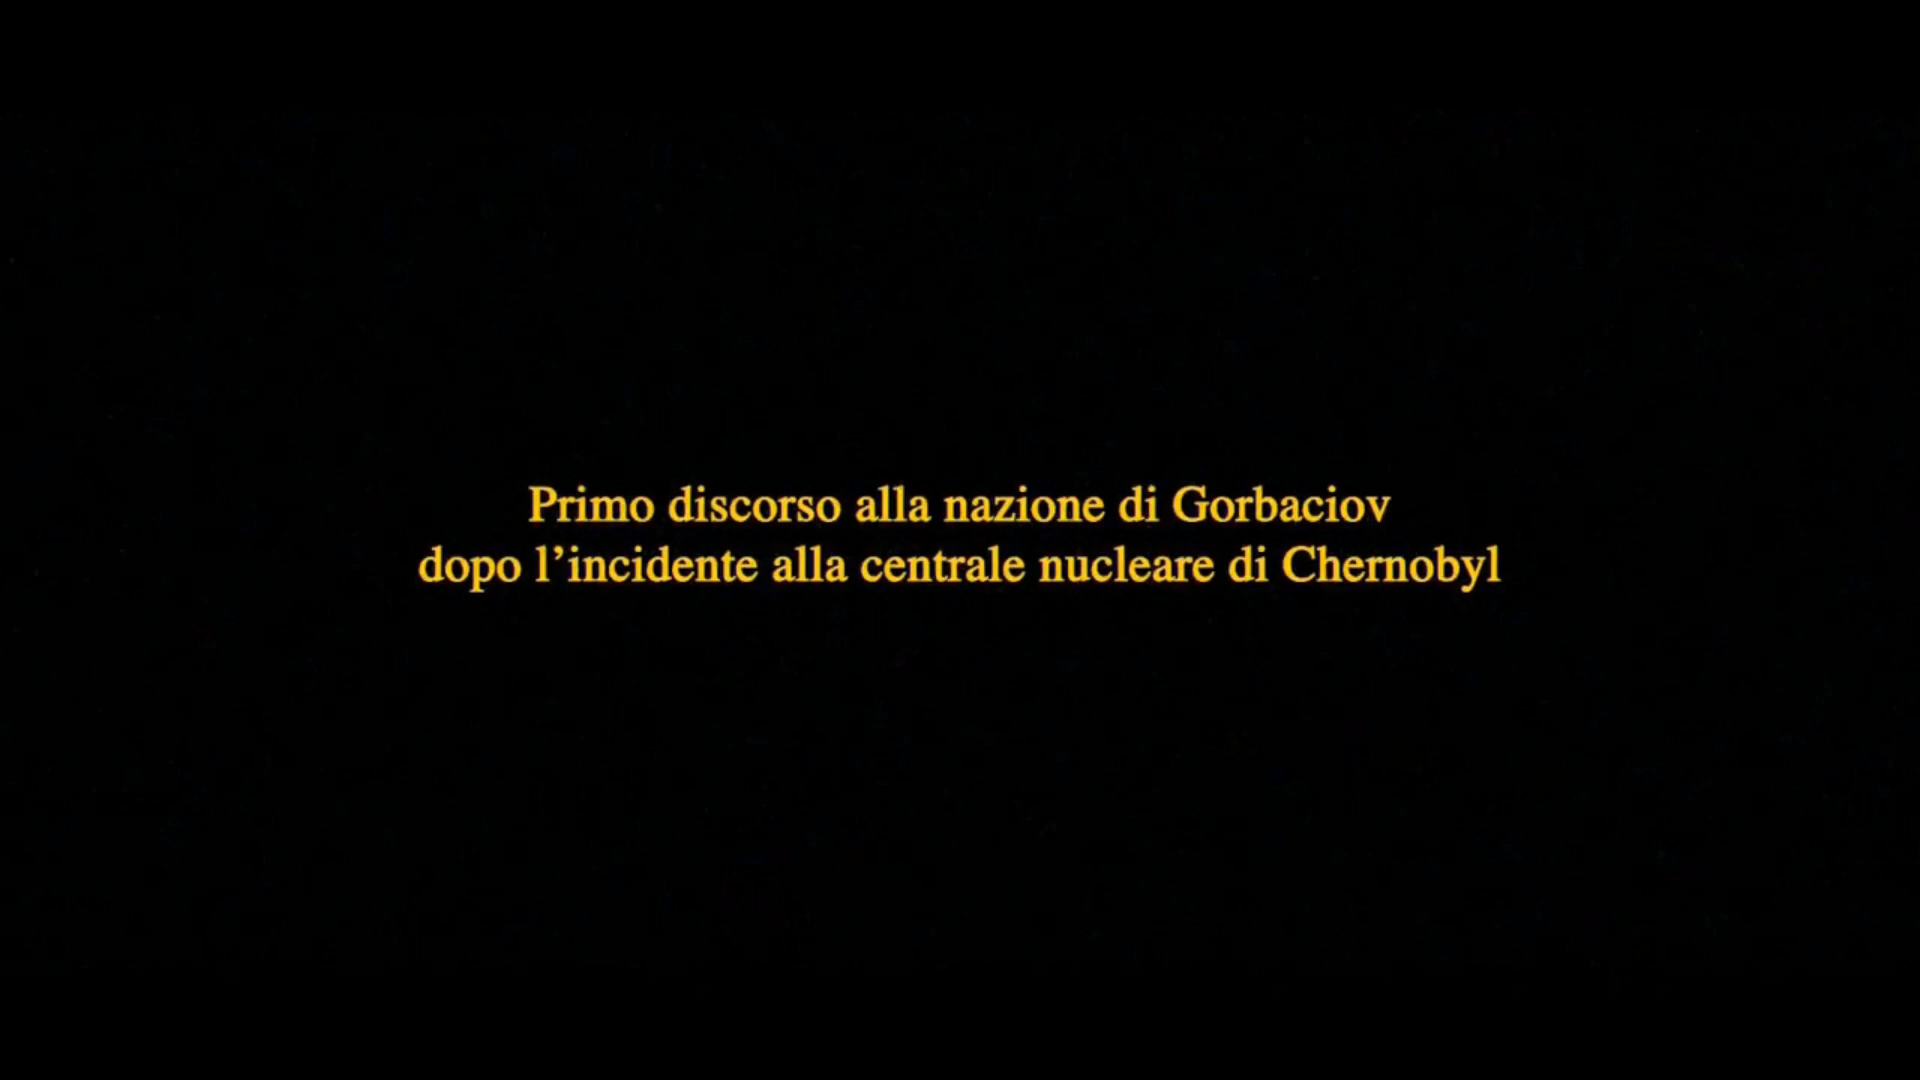 Primo discorso alla nazione di Gorbaciov
dopo l’incidente alla centrale nucleare di Chernobyl